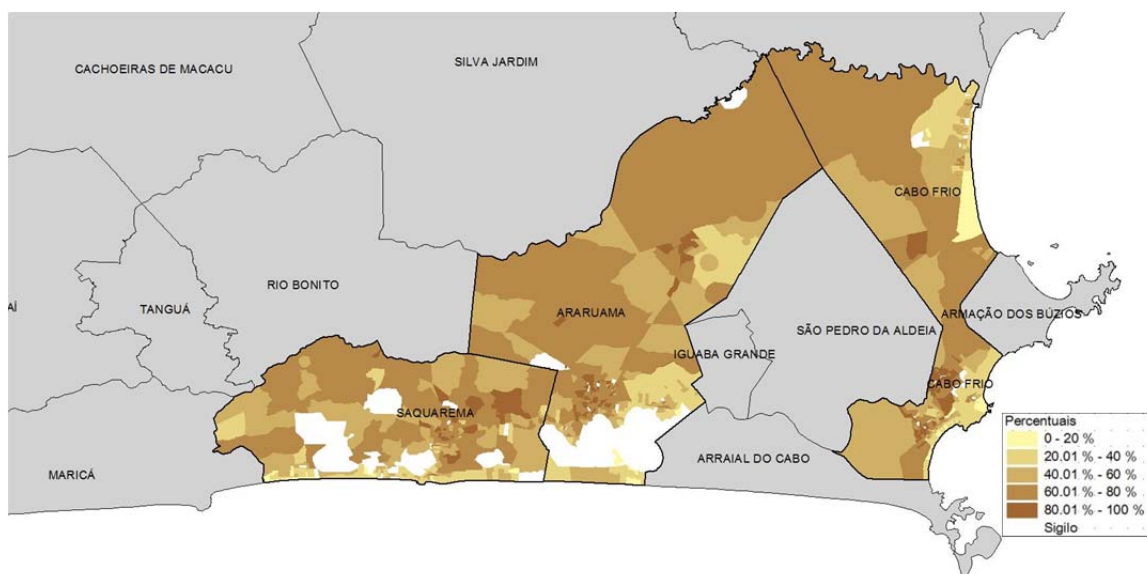 CACHOEIRAS DE MACACU
SILVA JARDIM
CABO FRIO
RIO BONITO
AÍ
TANGUÁ
ARARUAMA
ARMAÇÃO DOS BÚZIOS
SÃO PEDRO DA ALDEIA
IGUABA GRANDE
CABO FRIO
SAQUAREMA
Percentuais
0 - 20 %
20.01 % - 40 %
40.01 % - 60 %
60.01 % - 80 %
80.01 % - 100 %
Sigilo
ARRAIAL DO CABO
MARICÁ